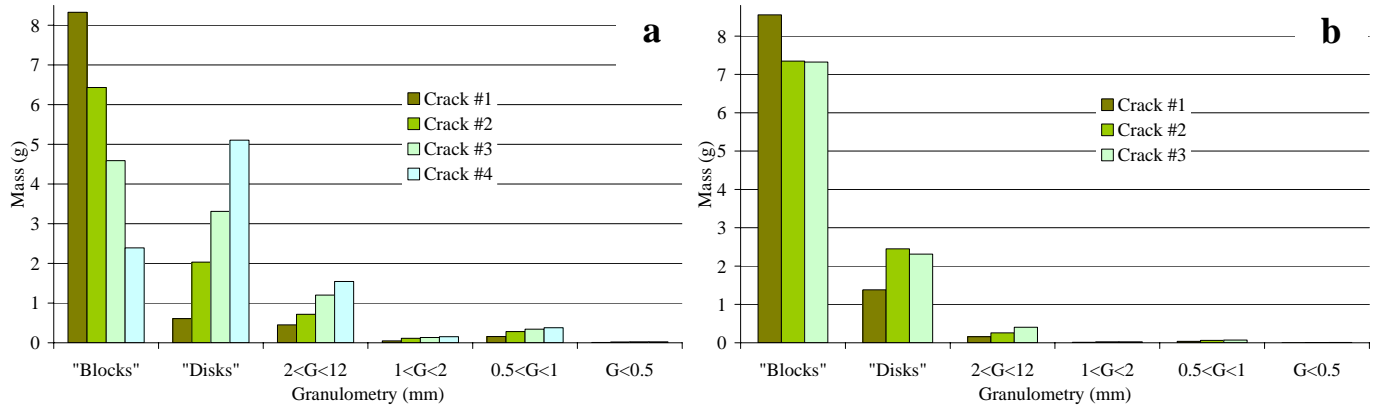 a
8
7
6
5
4
3
2
1
0
Mass (g)
Crack #1
Crack #2
Crack #3
Crack #4
"Blocks" "Disks" 2<G<12 1<G<2 0.5<G<1 G<0.5
Granulometry (mm)
b
8
7
6
5
4
3
2
1
0
Mass (g)
Crack #1
Crack #2
Crack #3
"Blocks" "Disks" 2<G<12 1<G<2 0.5<G<1 G<0.5
Granulometry (mm)